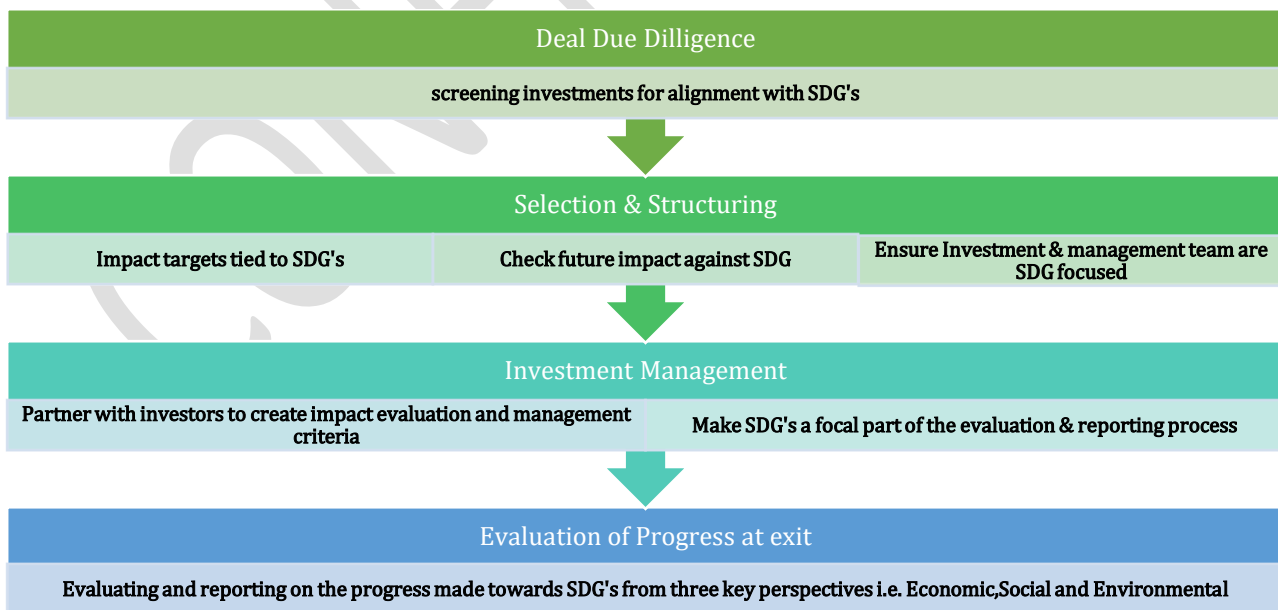 Deal Due Dilligence
screening investments for alignment with SDG's
Selection & Structuring
Impact targets tied to SDG's
Check future impact against SDG
Ensure Investment & management team are
SDG focused
Investment Management
Partner with investors to create impact evaluation and management
criteria
Make SDG's a focal part of the evaluation & reporting process
Evaluation of Progress at exit
Evaluating and reporting on the progress made towards SDG's from three key perspectives i.e. Economic,Social and Environmental